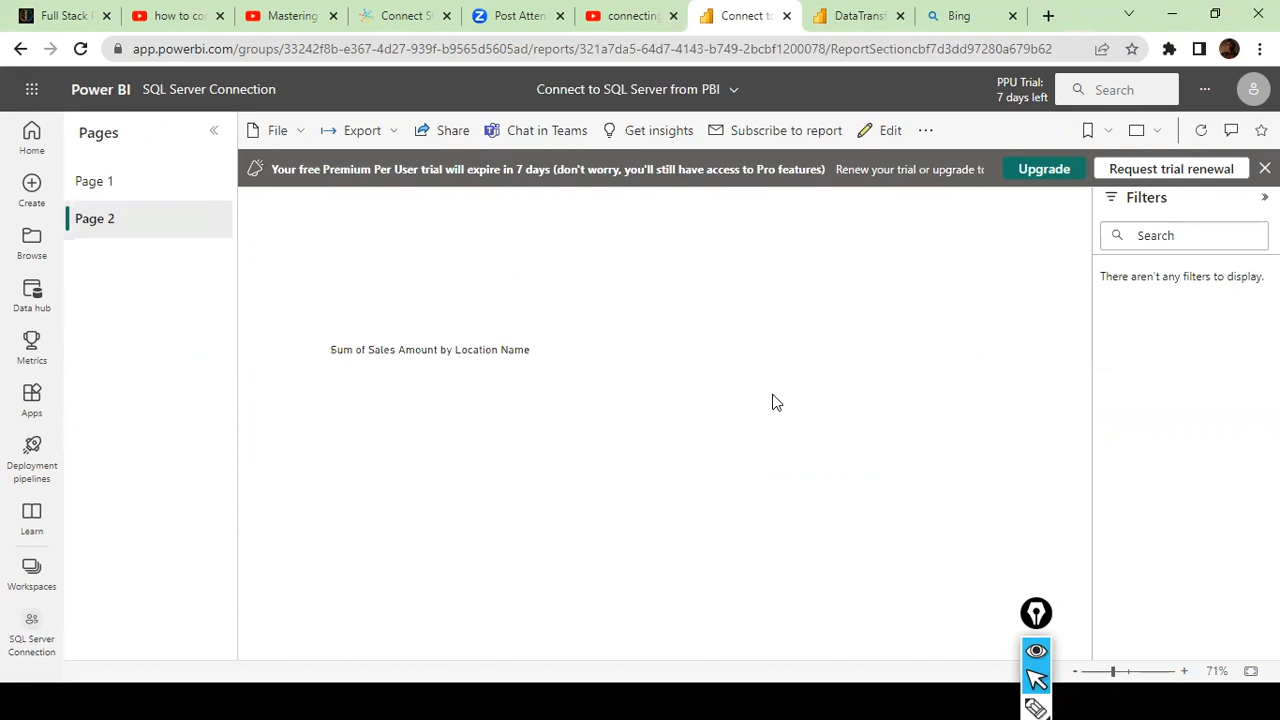 Full Stack P
how to co
Mastering
Connect S
Post Atten
connecting
Connect to
DataTransf
Bing
app.powerbi.com/groups/33242f8b-e367-4d27-939f-b9565d5605ad/reports/321a7da5-64d7-4143-b749-2bcbf1200078/ReportSectioncbf7d36d97280a679b62
Power BI SQL Server Connection
Connect to SQL Server from PBI
PPU Trial:
7 days left
Search
Home
Create
Browse
Data hub
Metrics
Apps
Deployment
pipelines
Learn
Workspaces
SQL Server
Connection
Pages
Page 1
Page 2
File
Export
Share
Chat in Teams
Get insights
Subscribe to report
Edit
Your free Premium Per User trial will expire in 7 days (don't worry, you'll still have access to Pro features) Renew your trial or upgrade to
Upgrade
Request trial renewal
Sum of Sales Amount by Location Name
Filters
Search
There aren't any filters to display.
- + 71%